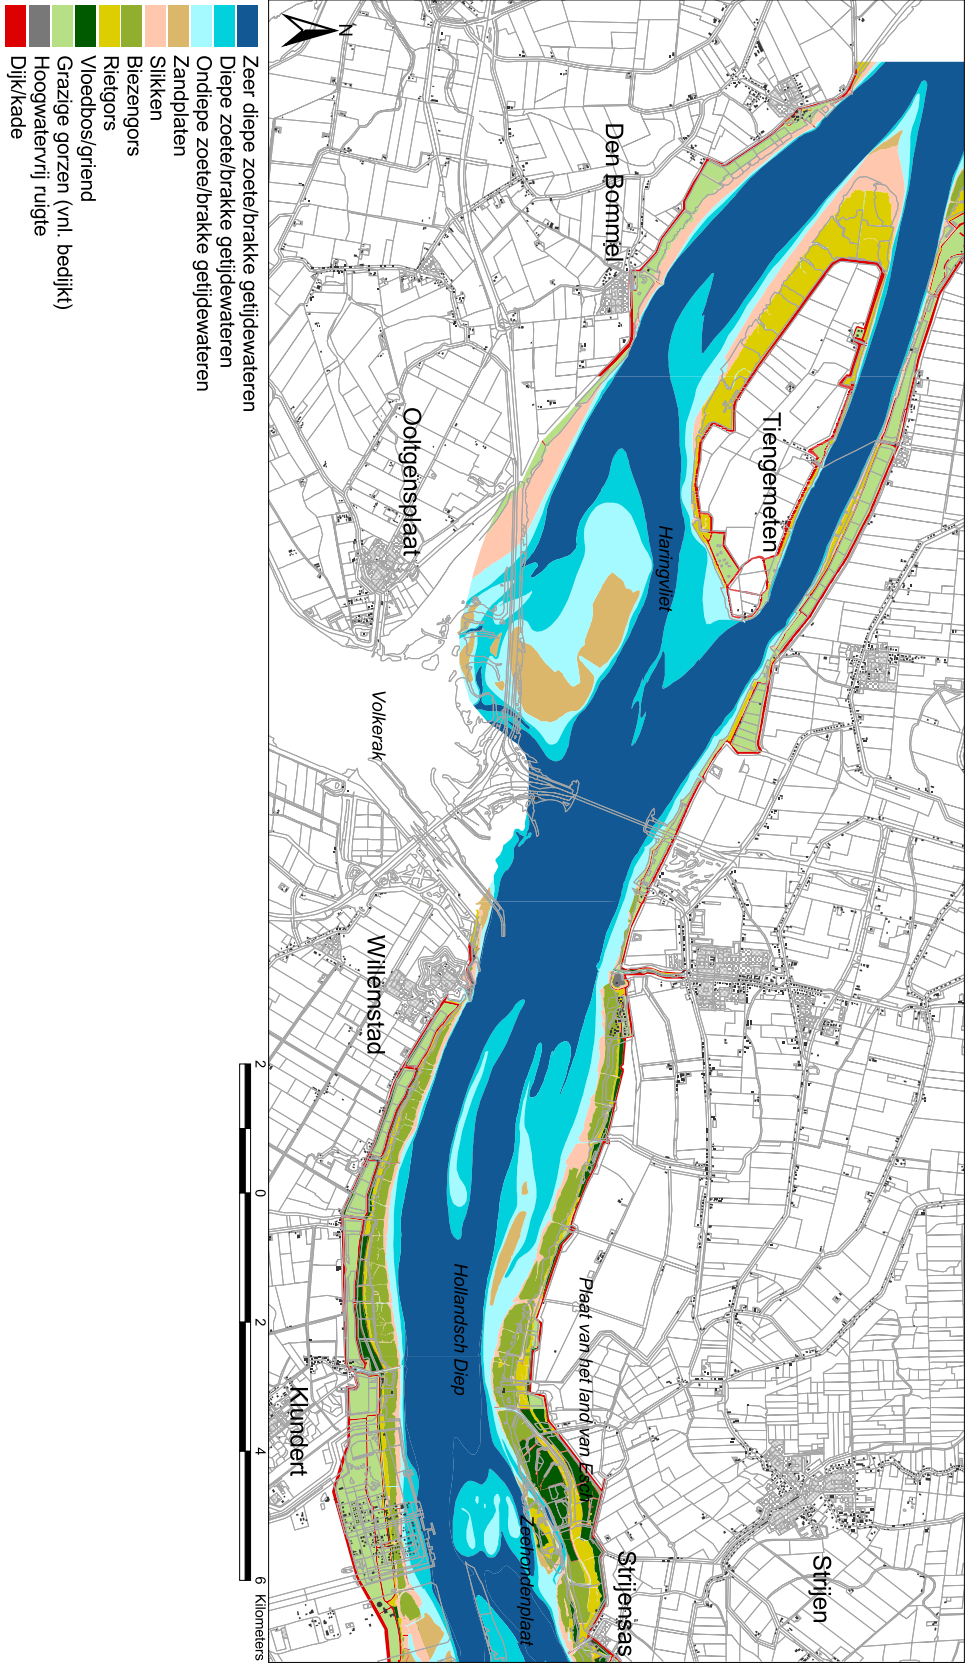 Strijen
Strijensas
Plaat van het land van Esch
Zeehondenplaat
Tiengemeten
Haringvliet
Den Bommel
Ooltgensplaat
Volkerak
Willemstad
Hollandsch Diep
Klundert
N
2 0 2 4 6 Kilometers
Zeer diepe zoete/brakke getijdewateren
Diepe zoete/brakke getijdewateren
Ondiepe zoete/brakke getijdewateren
Zandplaten
Slikken
Biezengors
Rietgors
Vloedbos/griend
Grazige gorzen (vnl. bedijkt)
Hoogwatervrij ruigte
Dijk/kade